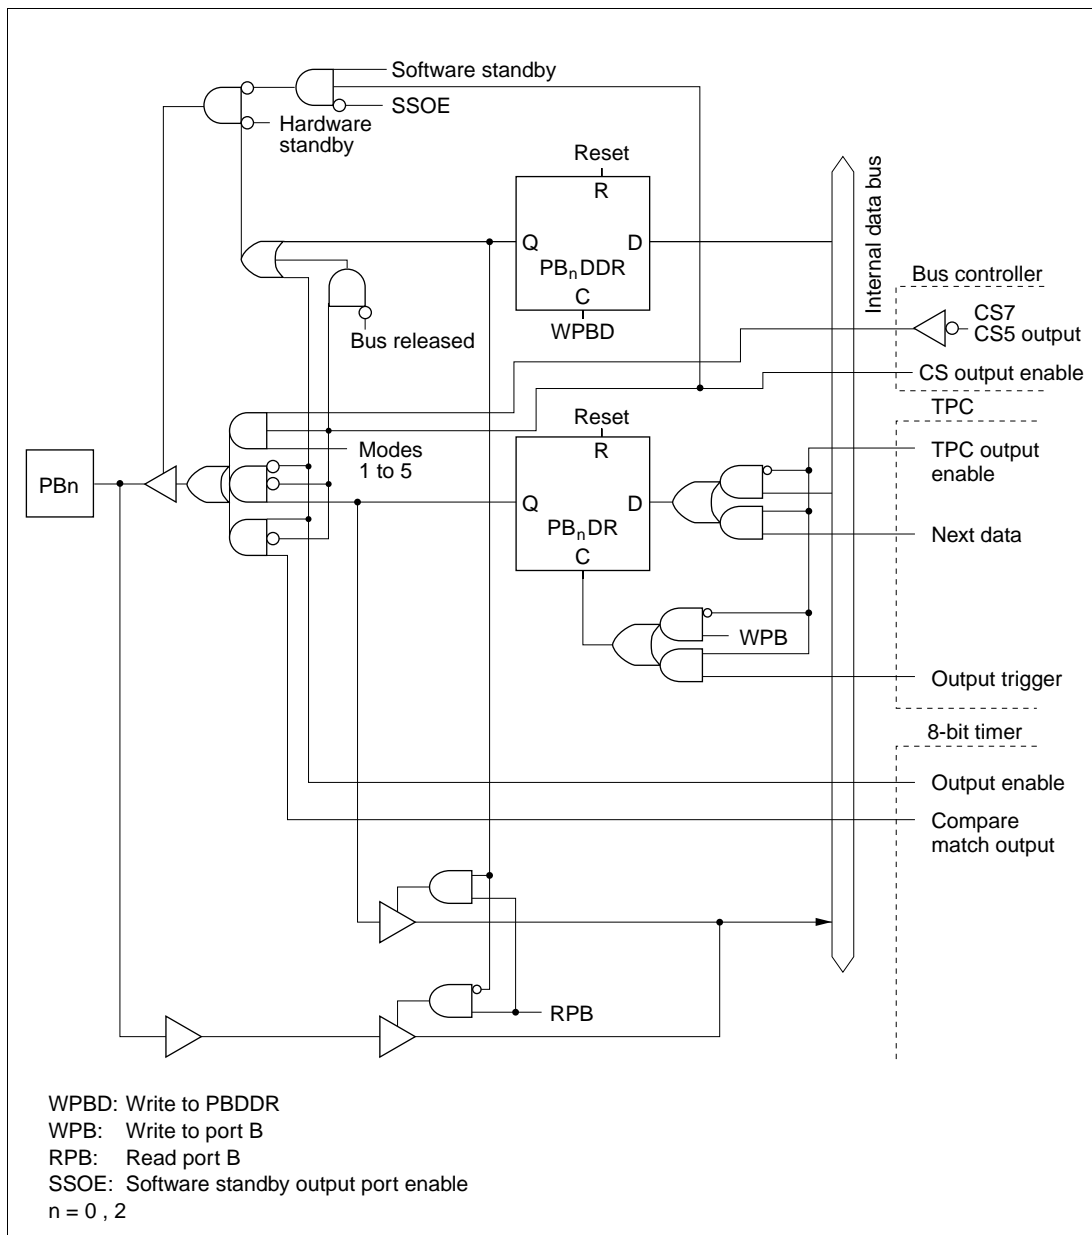 Software standby
SSOE
Hardware
standby
Reset
R
Q
D
PBnDDR
C
WPBD
Internal data bus
Bus controller
CS7
CS5 output
Bus released
CS output enable
TPC
Reset
R
Modes
1 to 5
TPC output
enable
PBn
Q
D
PBnDR
C
Next data
WPB
Output trigger
8-bit timer
Output enable
Compare
match output
RPB
WPBD: Write to PBDDR
WPB: Write to port B
RPB: Read port B
SSOE: Software standby output port enable
n = 0 , 2